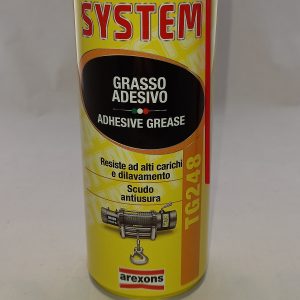 SYSTEM
GRASSO
ADESIVO
ADHESIVE GREASE
Resiste ad alti carichi
e dilavamento
Scudo
antiusura
TG248
arexons